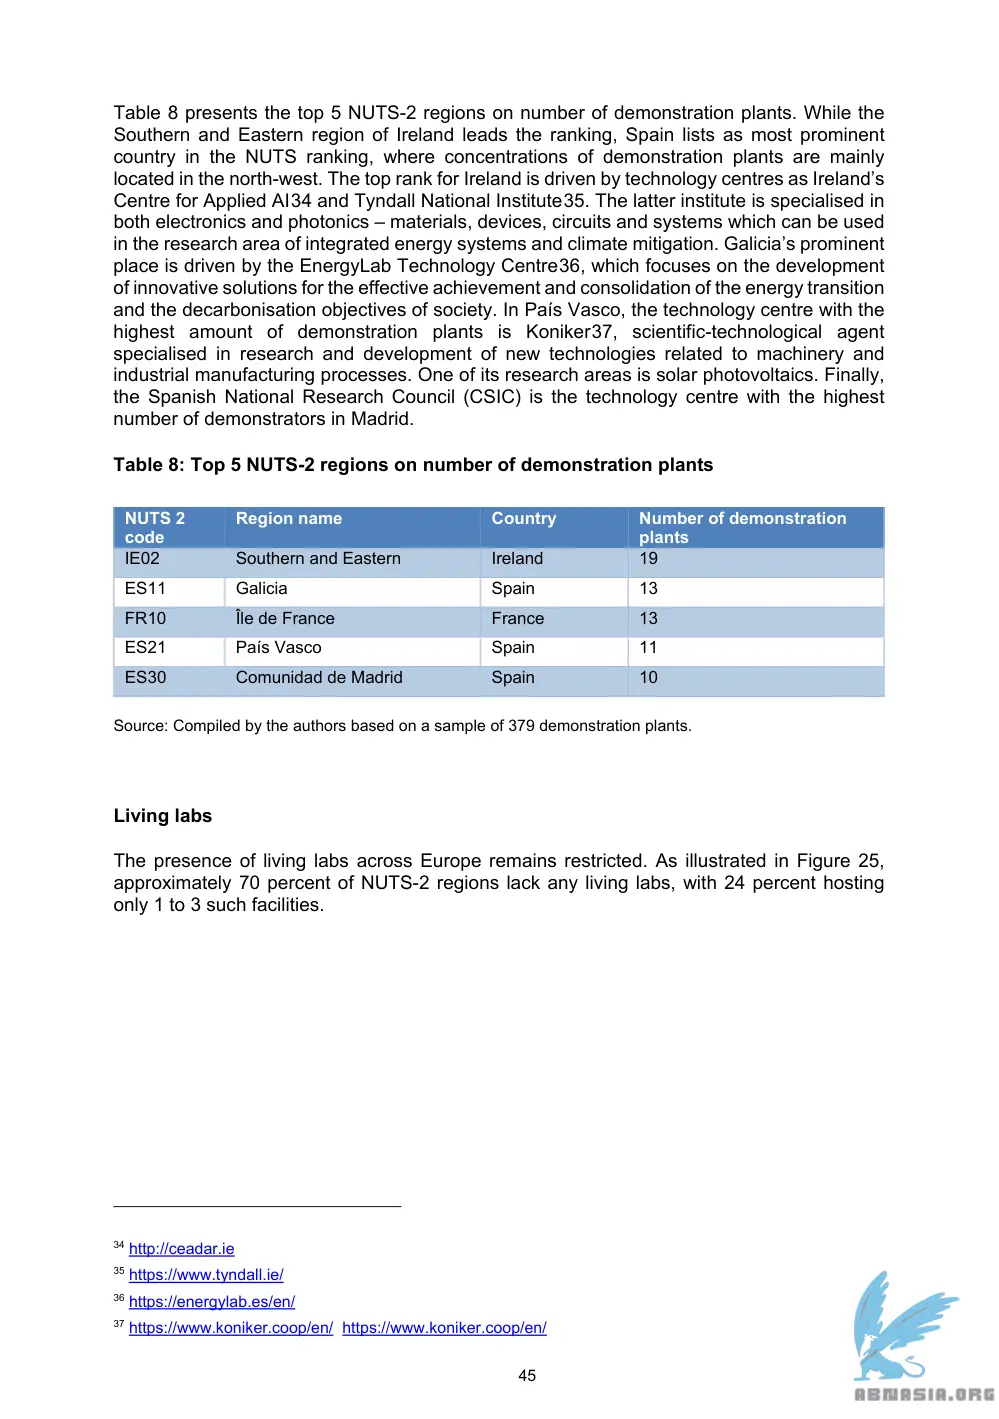 Table 8 presents the top 5 NUTS-2 regions on number of demonstration plants. While the
Southern and Eastern region of Ireland leads the ranking, Spain lists as most prominent
country in the NUTS ranking, where concentrations of demonstration plants are mainly
located in the north-west. The top rank for Ireland is driven by technology centres as Ireland’s
Centre for Applied AI34 and Tyndall National Institute35. The latter institute is specialised in
both electronics and photonics – materials, devices, circuits and systems which can be used
in the research area of integrated energy systems and climate mitigation. Galicia’s prominent
place is driven by the EnergyLab Technology Centre36, which focuses on the development
of innovative solutions for the effective achievement and consolidation of the energy transition
and the decarbonisation objectives of society. In País Vasco, the technology centre with the
highest amount of demonstration plants is Koniker37, scientific-technological agent
specialised in research and development of new technologies related to machinery and
industrial manufacturing processes. One of its research areas is solar photovoltaics. Finally,
the Spanish National Research Council (CSIC) is the technology centre with the highest
number of demonstrators in Madrid.
Table 8: Top 5 NUTS-2 regions on number of demonstration plants
NUTS 2 code Region name Country Number of demonstration plants
IE02 Southern and Eastern Ireland 19
ES11 Galicia Spain 13
FR10 Île de France France 13
ES21 País Vasco Spain 11
ES30 Comunidad de Madrid Spain 10
Source: Compiled by the authors based on a sample of 379 demonstration plants.
Living labs
The presence of living labs across Europe remains restricted. As illustrated in Figure 25,
approximately 70 percent of NUTS-2 regions lack any living labs, with 24 percent hosting
only 1 to 3 such facilities.
34 http://ceadar.ie
35 https://www.tyndall.ie/
36 https://energylab.es/en/
37 https://www.koniker.coop/en/ https://www.koniker.coop/en/
45
ABMASIA.ORG